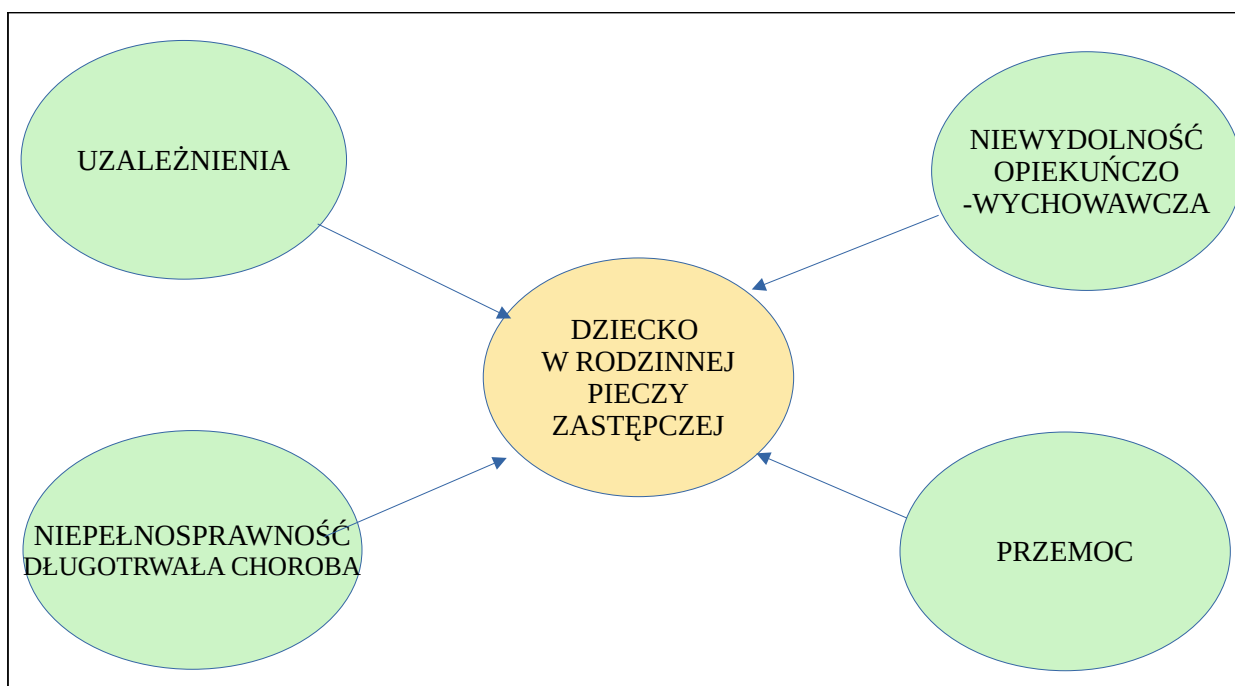 UZALEŻNIENIA
NIEWYDOLNOŚĆ
OPIEKUŃCZO
-WYCHOWAWCZA
DZIECKO
W RODZINNEJ
PIECZY
ZASTĘPCZEJ
NIEPEŁNOSPRAWNOŚĆ
DŁUGOTRWAŁA CHOROBA
PRZEMOC